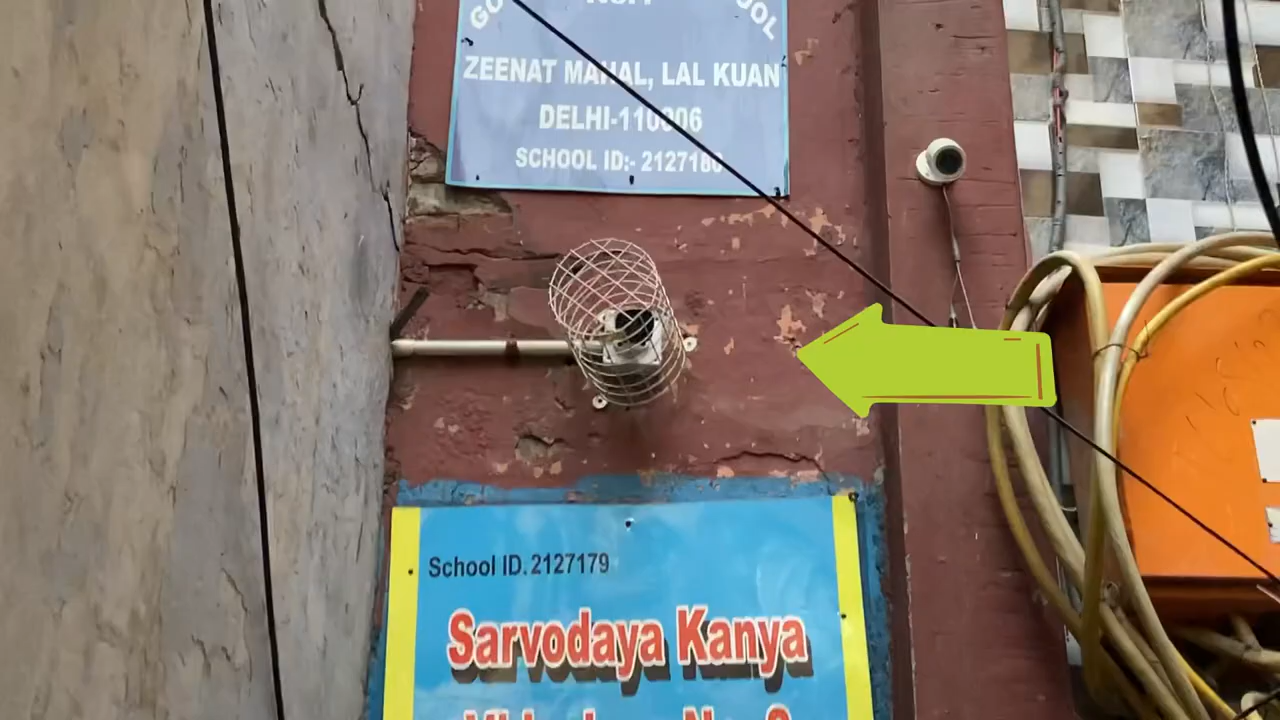 ZEENAT MAHAL, LAL KUAN
DELHI-110006
SCHOOL ID:- 2127180
School ID. 2127179
Sarvodaya Kanya